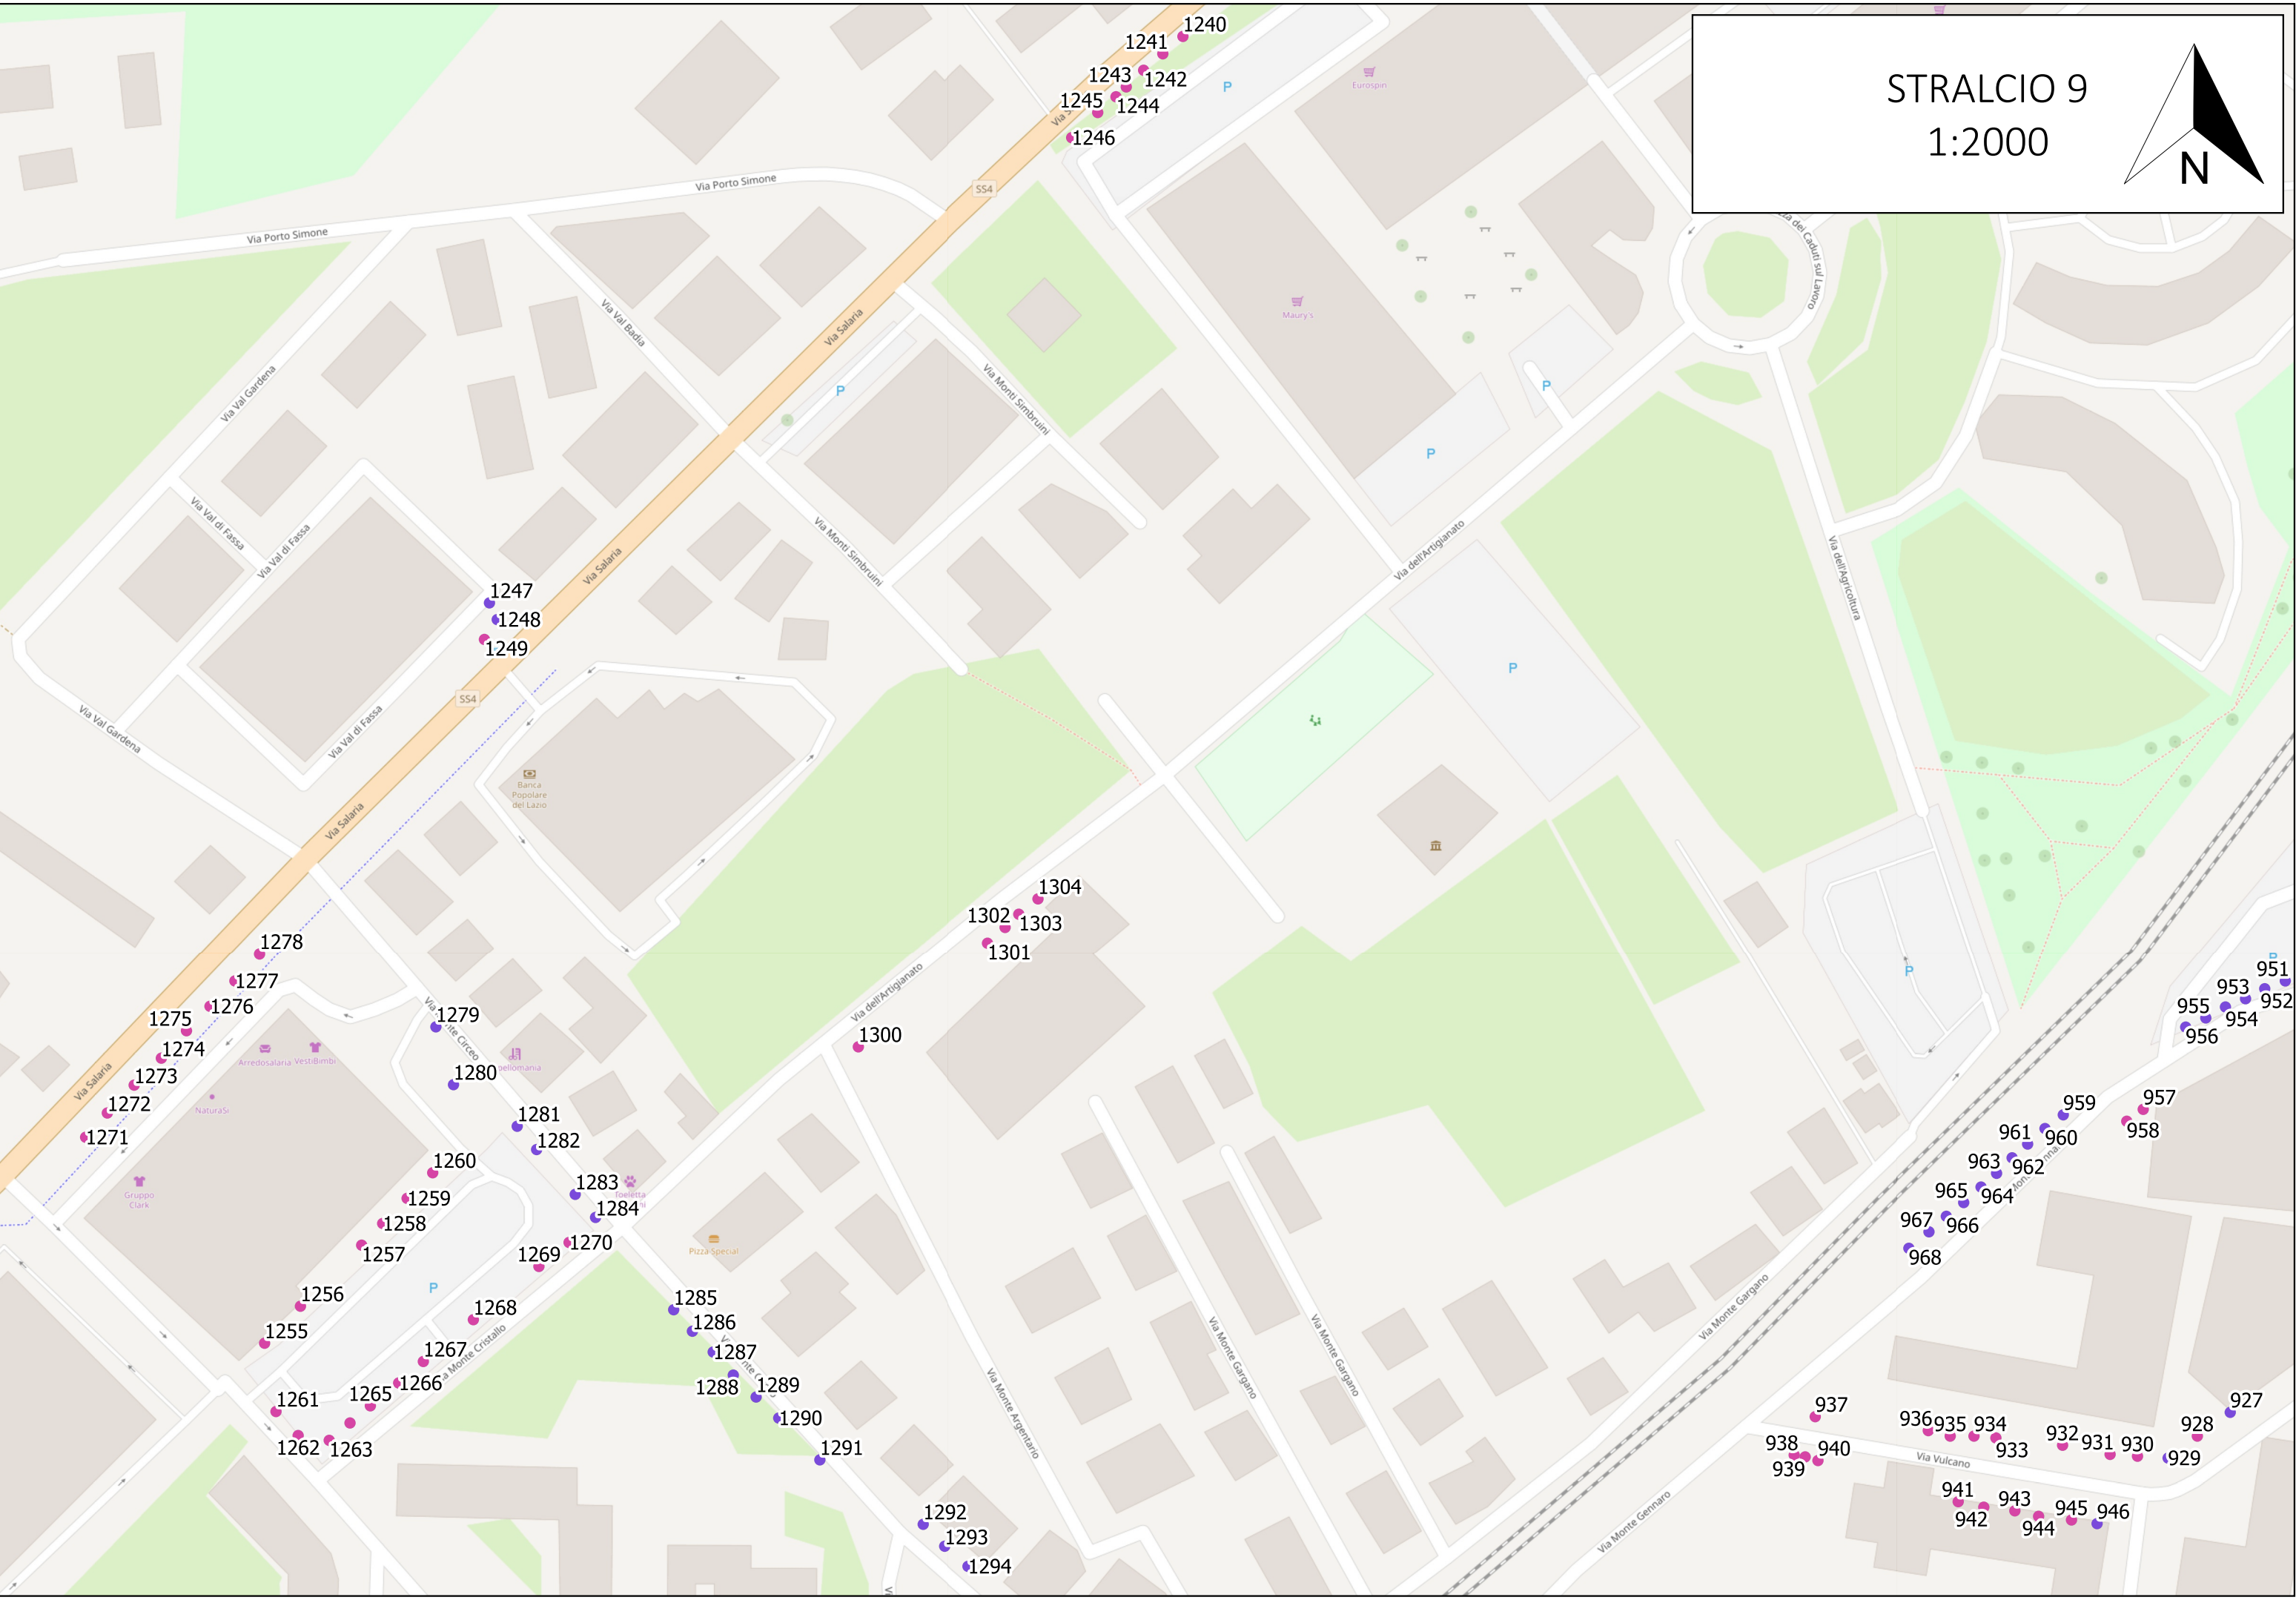 STRALCIO 9
1:2000
N
1240
1241
1242
1243
1244
1245
1246
P
Eurospin
SS4
Via Porto Simone
Via Porto Simone
Via Val Badia
Via Salaria
Via Val Gardena
P
Via Monti Simbruini
Maury's
P
P
Via Val di Fassa
Via Val di Fassa
Via Salaria
Via Monti Simbruini
Via dell'Artigianato
Via dell'Agricoltura
1247
1248
1249
SS4
P
Via Val Gardena
Via Val di Fassa
Via Salaria
Banca
Popolare
del Lazio
1304
1302
1303
1301
1278
1277
1276
1275
1274
1273
1272
1271
Via dell'Artigianato
1300
P
P
951
952
953
954
955
956
1279
1280
1281
1282
1283
1284
Arredosalaria
VestiBimbi
NaturaSi
Via Salaria
Gruppo
Clark
Toeletta
957
958
959
960
961
962
963
964
965
966
967
968
1260
1259
1258
1257
1256
1255
P
1270
1269
1268
1267
1266
1265
1261
1262
1263
Pizza Special
1285
1286
1287
1288
1289
1290
1291
1292
1293
1294
Via Monte Argentario
Via Monte Gargano
Via Monte Gargano
Via Monte Gargano
Via Monte Gennaro
Via Vulcano
927
928
929
930
931
932
933
934
935
936
937
938
939
940
941
942
943
944
945
946